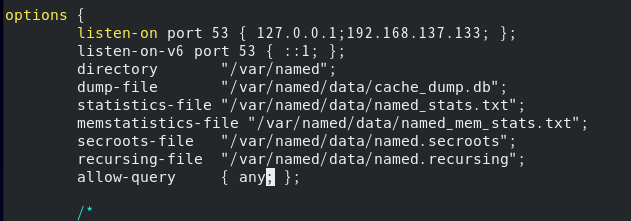 options {
listen-on port 53 { 127.0.0.1;192.168.137.133; };
listen-on-v6 port 53 { ::1; };
directory "/var/named";
dump-file "/var/named/data/cache_dump.db";
statistics-file "/var/named/data/named_stats.txt";
memstatistics-file "/var/named/data/named_mem_stats.txt";
secroots-file "/var/named/data/named.secroots";
recursing-file "/var/named/data/named.recursing";
allow-query { any; };
/*